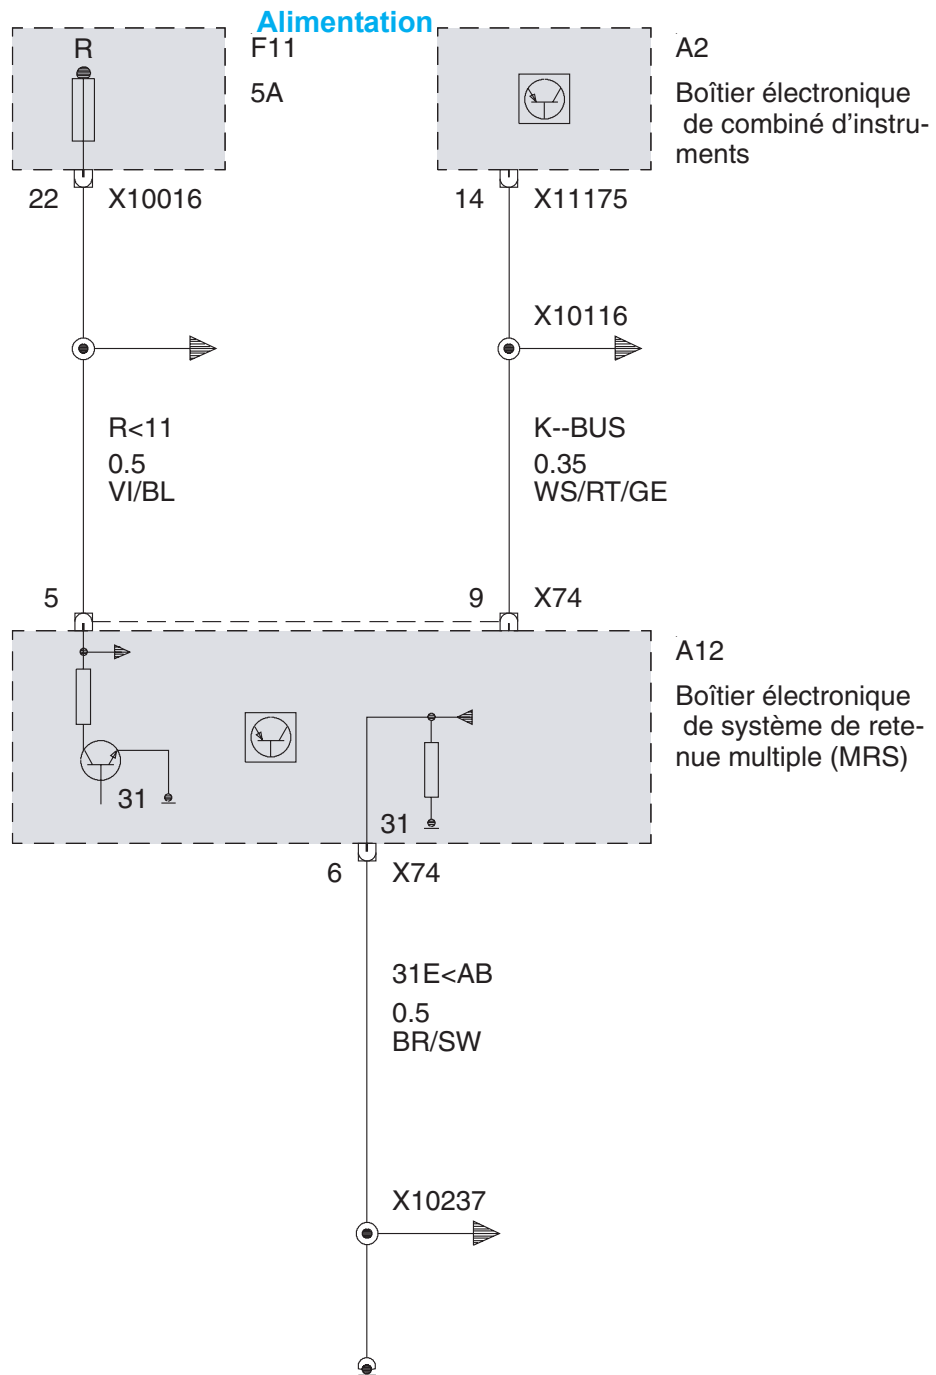 Alimentation
R
F11
5A
A2
Boîtier électronique
de combiné d'instru-
ments
22 X10016
14 X11175
X10116
R<11
0.5
VI/BL
K--BUS
0.35
WS/RT/GE
5
9 X74
A12
Boîtier électronique
de système de rete-
nue multiple (MRS)
31
31
6 X74
31E<AB
0.5
BR/SW
X10237